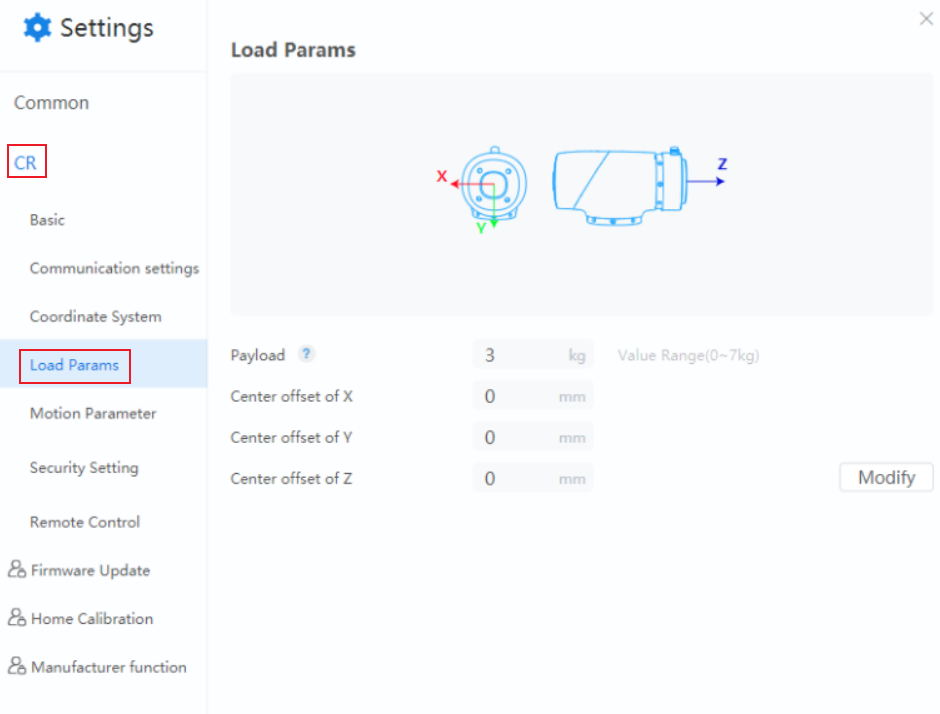 Settings
Common
CR
Basic
Communication settings
Coordinate System
Load Params
Motion Parameter
Security Setting
Remote Control
Firmware Update
Home Calibration
Manufacturer function
×
Load Params
X
Y
Z
Payload ? 3 kg Value Range(0~7kg)
Center offset of X 0 mm
Center offset of Y 0 mm
Center offset of Z 0 mm
Modify